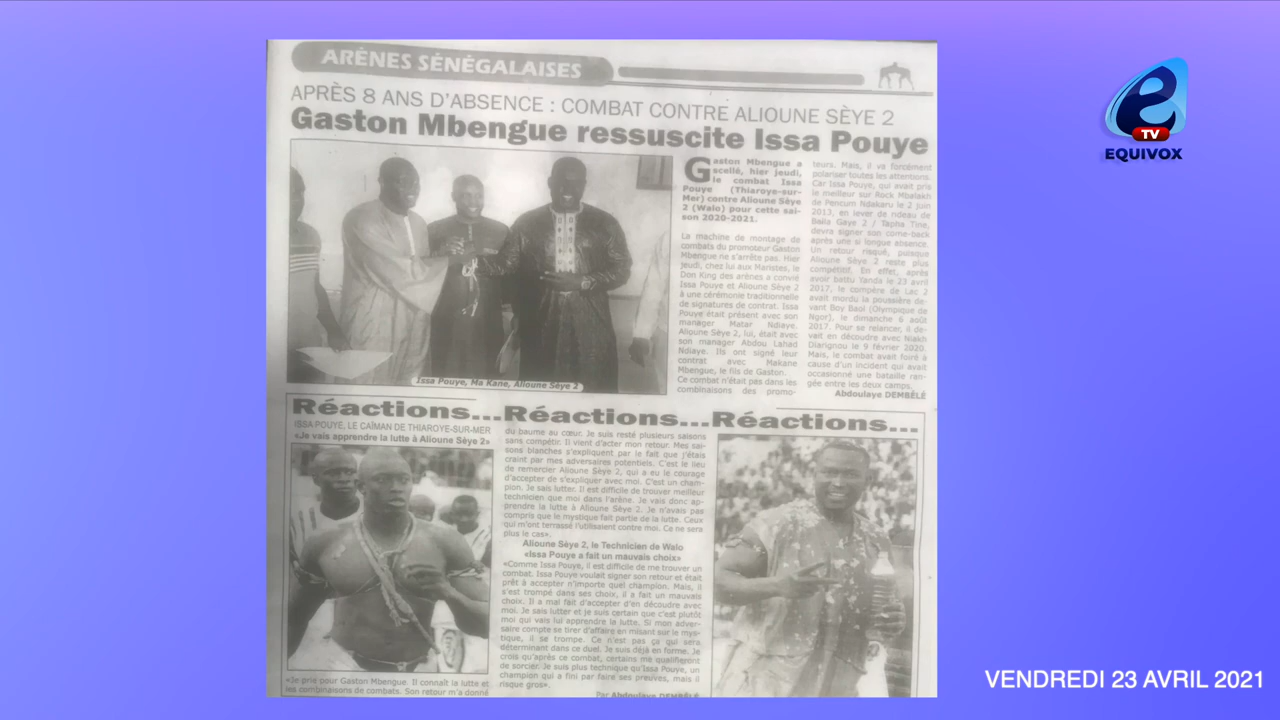 ARÈNES SÉNÉGALAISES
APRÈS 8 ANS D'ABSENCE : COMBAT CONTRE ALIOUNE SÈYE 2
Gaston Mbengue ressuscite Issa Pouye
Issa Pouye, Ma Kane, Alioune Sèye 2
Gaston Mbengue a
scellé, hier jeudi,
le combat Issa
Pouye (Thiaroye-sur-
Mer) contre Alioune Sèye
2 (Walo) pour cette sai-
son 2020-2021.
La machine de montage de
combats du promoteur Gaston
Mbengue ne s'arrête pas. Hier
jeudi, chez lui aux Maristes, le
Don King des arènes a convié
Issa Pouye et Alioune Sèye 2
à une cérémonie traditionnelle
de signatures de contrat. Issa
Pouye était présent avec son
manager Matar Ndiaye.
Alioune Sèye 2, lui, était avec
son manager Abdou Lahad
Ndiaye. Ils ont signé leur
contrat avec Makane
Mbengue, le fils de Gaston.
Ce combat n'était pas dans les
combinaisons des promo-
teurs. Mais, il va forcément
polariser toutes les attentions.
Car Issa Pouye, qui avait pris
le meilleur sur Rock Mbalakh
de Pencum Ndakaru le 2 juin
2013, en lever de rideau de
Balla Gaye 2 / Tapha Tine,
devra signer son come-back
après une si longue absence.
Un retour risqué, puisque
Alioune Sèye 2 reste plus
compétitif. En effet, après
avoir battu Yanda le 23 avril
2017, le compère de Lac 2
avait mordu la poussière de-
vant Boy Baol (Olympique de
Ngor), le dimanche 6 août
2017. Pour se relancer, il de-
vait en découdre avec Niakh
Diarignou le 9 février 2020.
Mais, le combat avait foiré à
cause d'un incident qui avait
occasionné une bataille ran-
gée entre les deux camps.
Abdoulaye DEMBÉLÉ
Réactions...Réactions...Réactions...
ISSA POUYE, LE CAÏMAN DE THIAROYE-SUR-MER
«Je vais apprendre la lutte à Alioune Sèye 2»
«Je pris pour Gaston Mbengue. Il connaît la lutte et
les combinaisons de combats. Son retour m'a donné
du baume au cœur. Je suis resté plusieurs saisons
sans compétir. Il vient d'acter mon retour. Mes sai-
sons blanches s'expliquent par le fait que j'étais
craint par mes adversaires potentiels. C'est le lieu
de remercier Alioune Sèye 2, qui a eu le courage
d'accepter de s'expliquer avec moi. C'est un cham-
pion. Je sais lutter. Il est difficile de trouver meilleur
technicien que moi dans l'arène. Je vais donc ap-
prendre la lutte à Alioune Sèye 2. Je n'avais pas
compris que le mystique fait partie de la lutte. Ceux
qui m'ont terrassé l'utilisaient contre moi. Ce ne sera
plus le cas».
Alioune Sèye 2, le Technicien de Walo
«Issa Pouye a fait un mauvais choix»
«Comme Issa Pouye, il est difficile de me trouver un
combat. Issa Pouye voulait signer son retour et était
prêt à accepter n'importe quel champion. Mais, il
s'est trompé dans ses choix, il a fait un mauvais
choix. Il a mal fait d'accepter d'en découdre avec
moi. Je sais lutter et je suis certain que c'est plutôt
moi qui vais lui apprendre la lutte. Si mon adver-
saire compte se tirer d'affaire en misant sur le mys-
tique, il se trompe. Ce n'est pas ça qui sera
déterminant dans ce duel. Je suis déjà en forme. Je
crois qu'après ce combat, certains me qualifieront
de sorcier. Je suis plus technique qu'Issa Pouye, un
champion qui a fini par faire ses preuves, mais il
risque gros».
Par Abdoulaye DEMBÉLÉ
e
TV
EQUIVOX
VENDREDI 23 AVRIL 2021